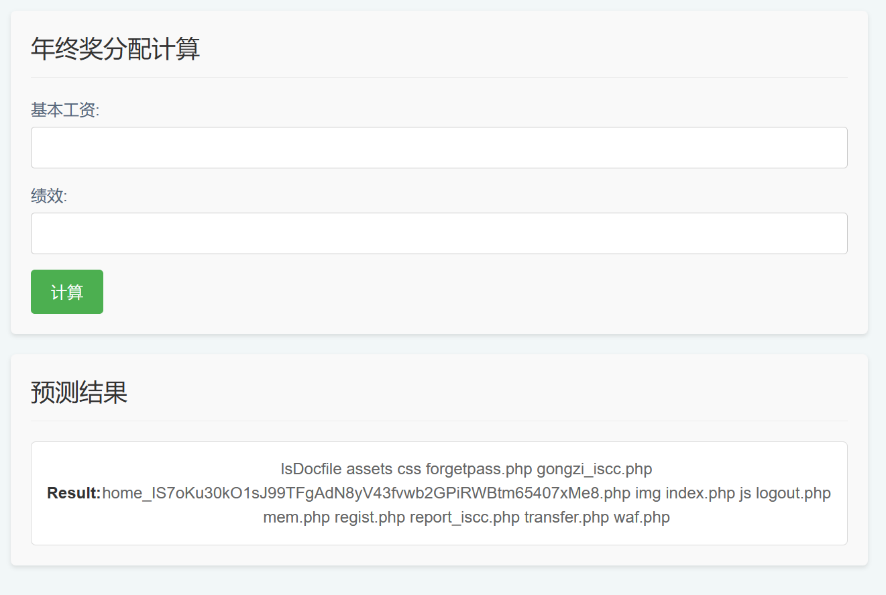 年终奖分配计算
基本工资:
绩效:
计算
预测结果
IsDocfile assets css forgetpass.php gongzi_iscc.php
Result:home_lS7oKu30kO1sJ99TFgAdN8yV43fvwb2GPiRWBtm65407xMe8.php img index.php js logout.php
mem.php regist.php report_iscc.php transfer.php waf.php